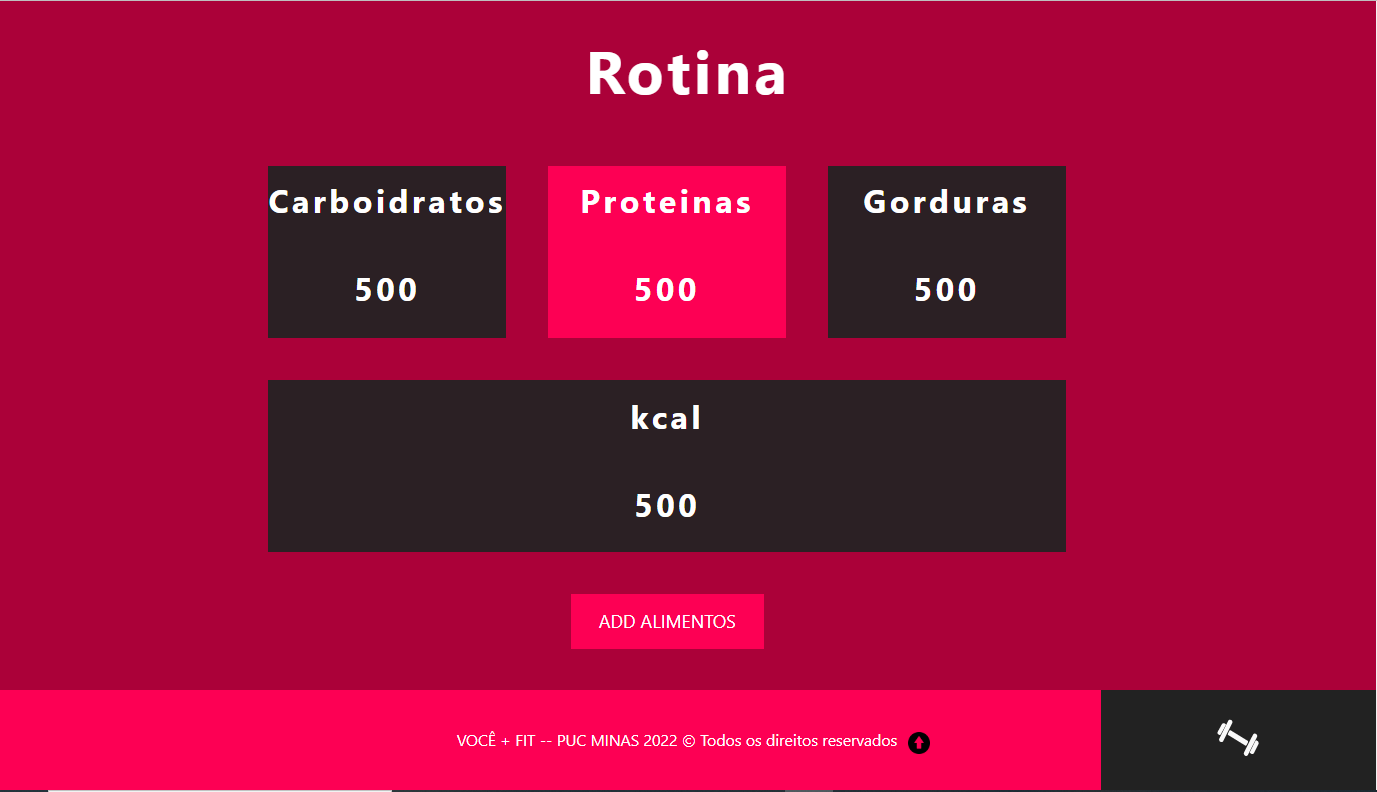 Rotina
Carboidratos
500
Proteinas
500
Gorduras
500
kcal
500
ADD ALIMENTOS
VOCÊ + FIT -- PUC MINAS 2022 © Todos os direitos reservados